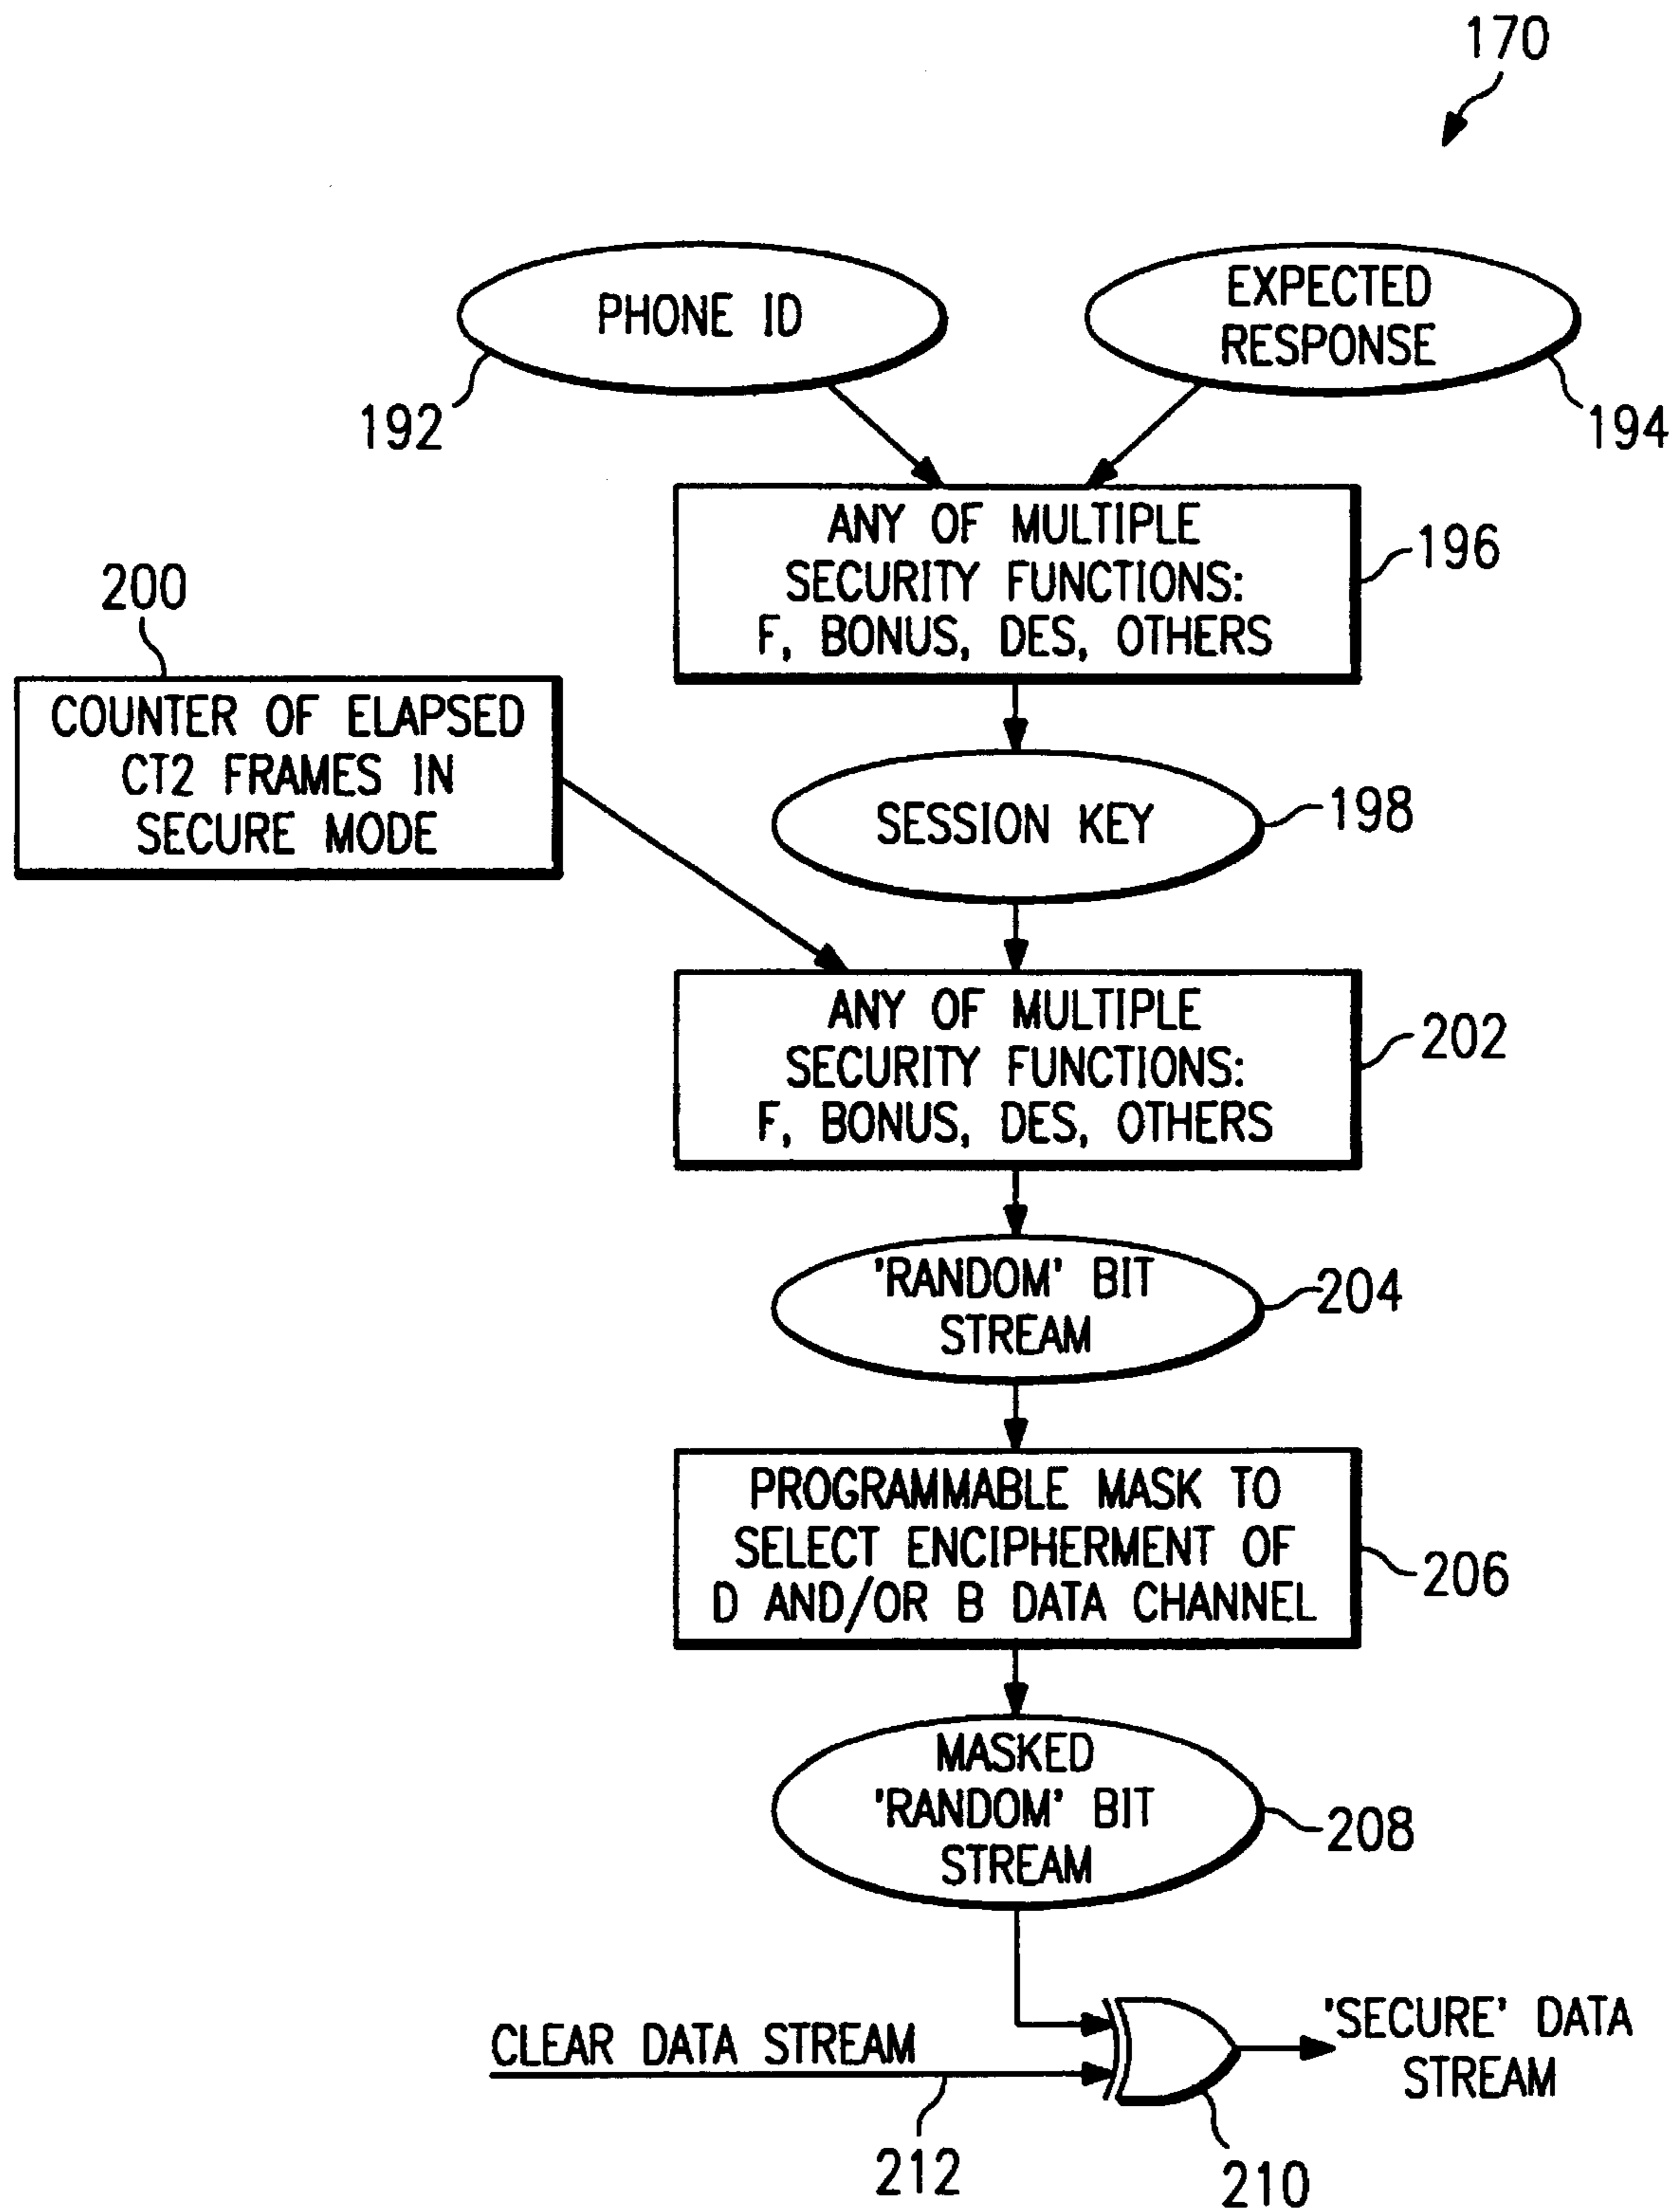 170
PHONE ID
EXPECTED
RESPONSE
192
194
ANY OF MULTIPLE
SECURITY FUNCTIONS:
F, BONUS, DES, OTHERS
196
200
COUNTER OF ELAPSED
CT2 FRAMES IN
SECURE MODE
SESSION KEY
198
ANY OF MULTIPLE
SECURITY FUNCTIONS:
F, BONUS, DES, OTHERS
202
'RANDOM' BIT
STREAM
204
PROGRAMMABLE MASK TO
SELECT ENCIPHERMENT OF
D AND/OR B DATA CHANNEL
206
MASKED
'RANDOM' BIT
STREAM
208
CLEAR DATA STREAM
'SECURE' DATA
STREAM
212
210